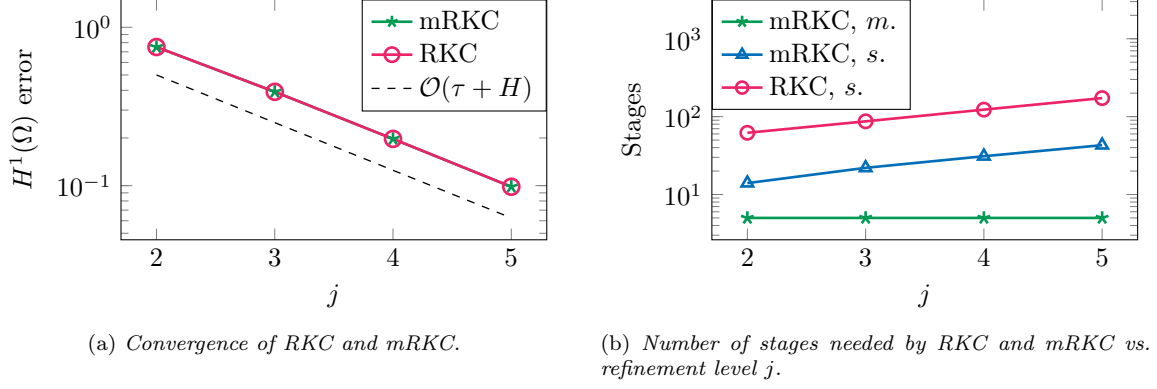 10^0
10^{-1}
H^1(Ω) error
mRKC
RKC
O(τ + H)
2 3 4 5
j
(a) Convergence of RKC and mRKC.
10^3
10^2
10^1
Stages
mRKC, m.
mRKC, s.
RKC, s.
2 3 4 5
j
(b) Number of stages needed by RKC and mRKC vs.
refinement level j.